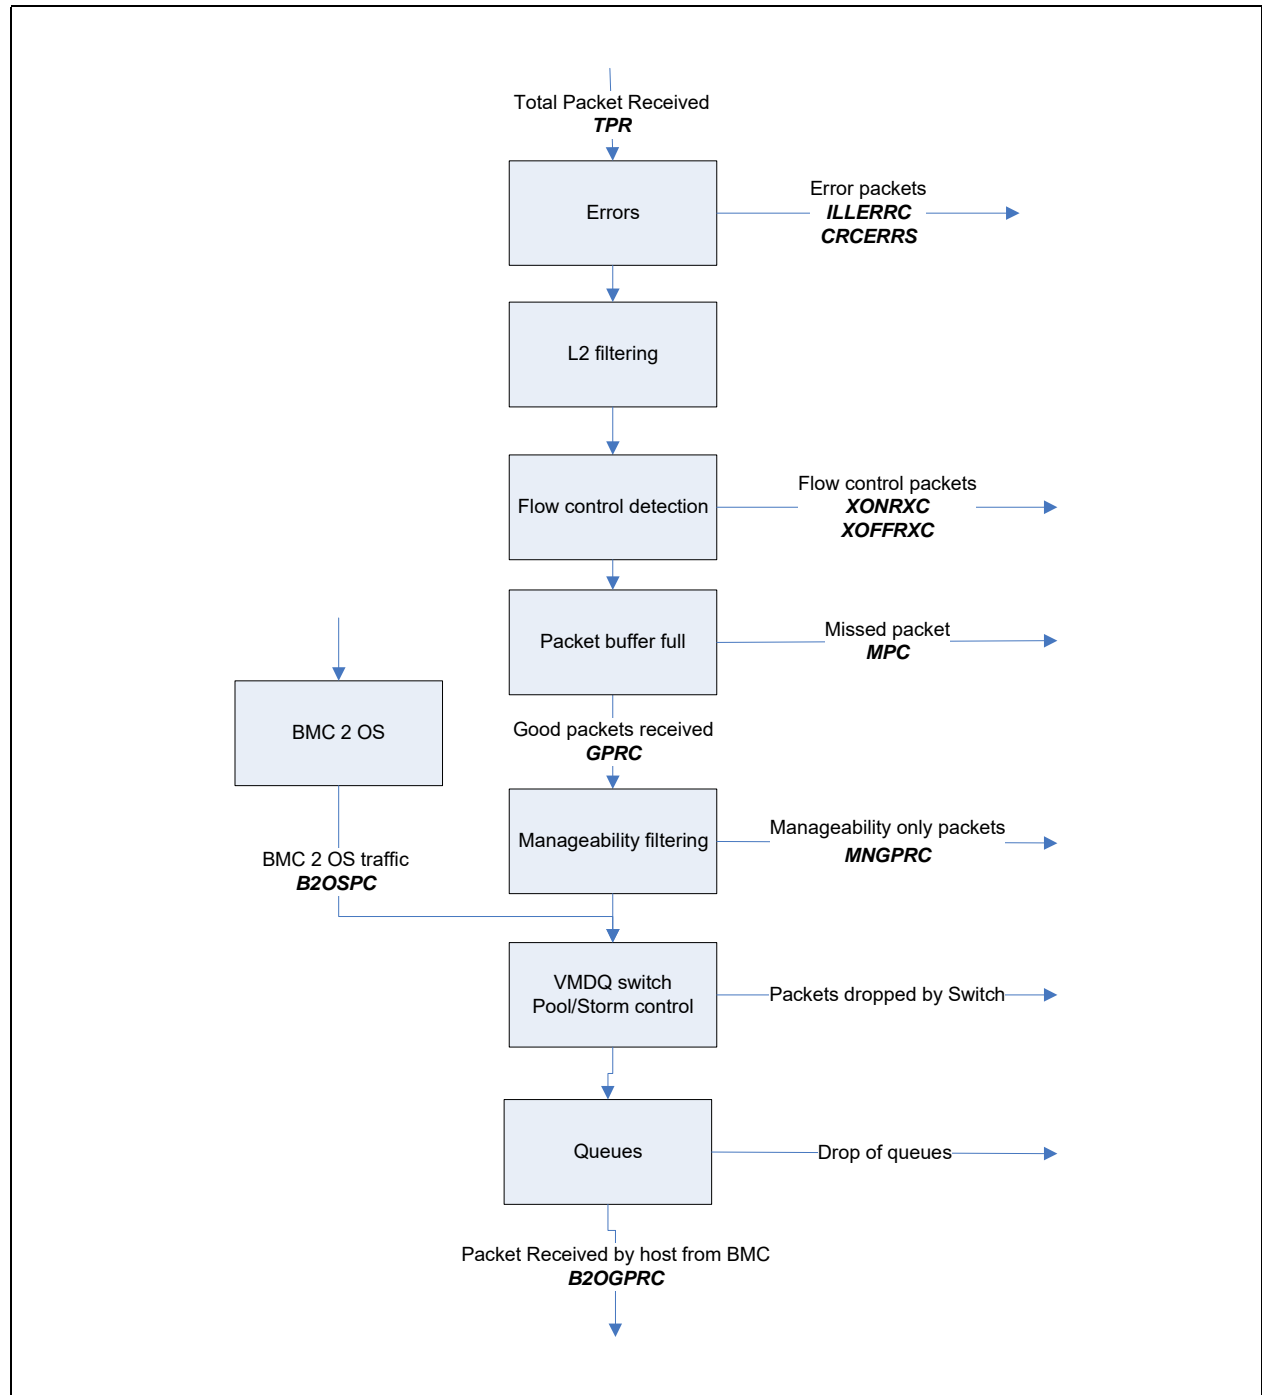 Total Packet Received
TPR
Errors
Error packets
ILLERRC
CRCERRS
L2 filtering
Flow control detection
Flow control packets
XONRXC
XOFFRXC
Packet buffer full
Missed packet
MPC
BMC 2 OS
Good packets received
GPRC
Manageability filtering
Manageability only packets
MNGPRC
BMC 2 OS traffic
B2OSPC
VMDQ switch
Pool/Storm control
Packets dropped by Switch
Queues
Drop of queues
Packet Received by host from BMC
B2OGPRC